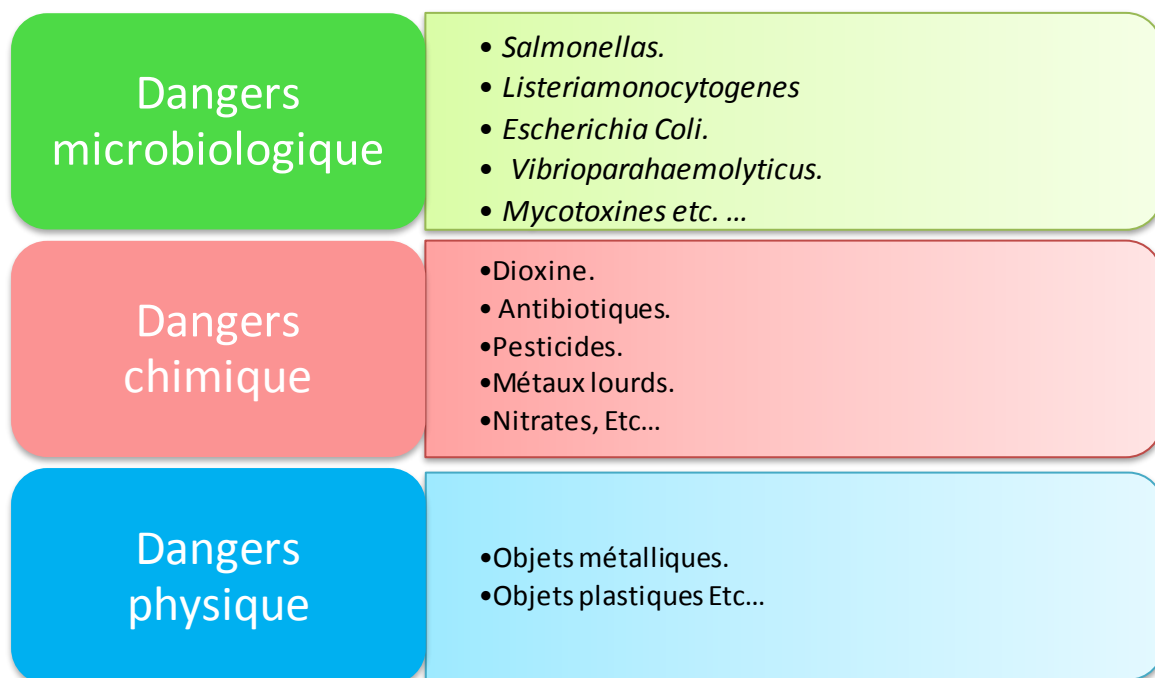 Dangers
microbiologique
• Salmonellas.
• Listeriamonocytogenes
• Escherichia Coli.
• Vibrioparahaemolyticus.
• Mycotoxines etc. ...
Dangers
chimique
•Dioxine.
• Antibiotiques.
•Pesticides.
•Métaux lourds.
•Nitrates, Etc...
Dangers
physique
•Objets métalliques.
•Objets plastiques Etc...